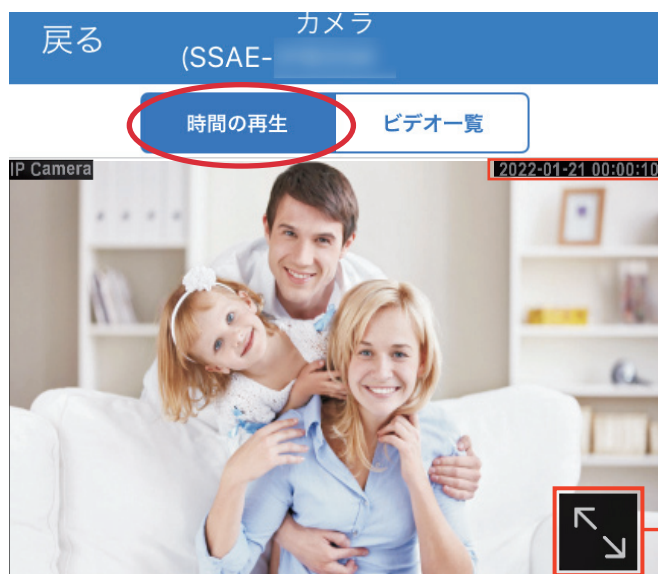 カメラ
戻る
(SSAE-
時間の再生 ビデオ一覧
IP Camera 2022-01-21 00:00:10